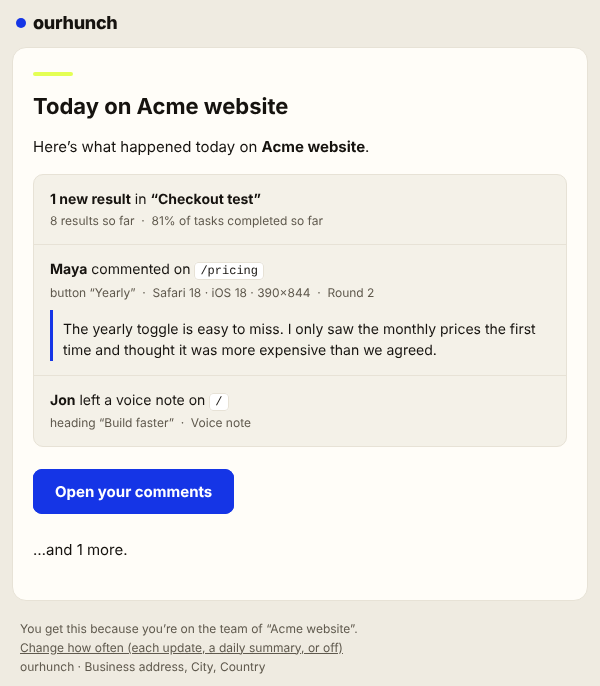 ourhunch
Today on Acme website
Here’s what happened today on Acme website.
1 new result in “Checkout test”
8 results so far · 81% of tasks completed so far
Maya commented on /pricing
button “Yearly” · Safari 18 · iOS 18 · 390×844 · Round 2
The yearly toggle is easy to miss. I only saw the monthly prices the first
time and thought it was more expensive than we agreed.
Jon left a voice note on /
heading “Build faster” · Voice note
Open your comments
…and 1 more.
You get this because you’re on the team of “Acme website”.
Change how often (each update, a daily summary, or off)
ourhunch · Business address, City, Country